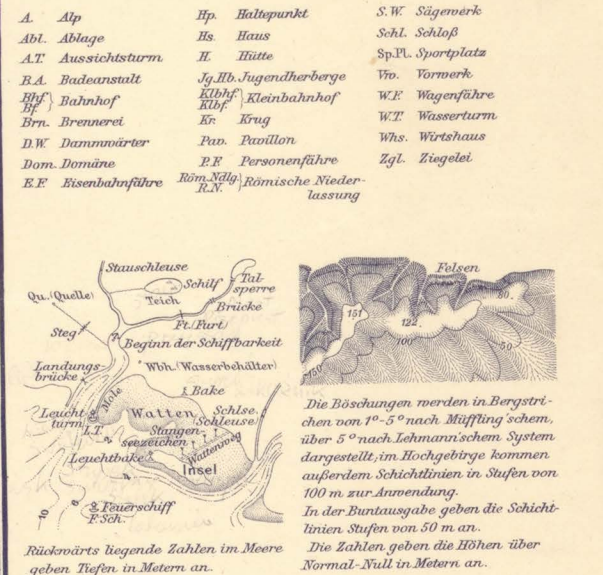 A. Alp
Abl. Ablage
A.T. Aussichtsturm
B.A. Badeanstalt
Bhf. Bf. } Bahnhof
Brn. Brennerei
D.W. Dammwärter
Dom. Domäne
E.F. Eisenbahnfähre
Hp. Haltepunkt
Hs. Haus
H. Hütte
Jg.Hb. Jugendherberge
Klbhf. Klbf. } Kleinbahnhof
Kr. Krug
Pav. Pavillon
P.F. Personenfähre
Röm.Ndlg. R.N. } Römische Nieder-
lassung
S.W. Sägewerk
Schl. Schloß
Sp.Pl. Sportplatz
Vw. Vorwerk
W.F. Wagenfähre
W.T. Wasserturm
Whs. Wirtshaus
Zgl. Ziegelei
Stauschleuse
Schilf
Tal-
sperre
Teich
Qu. (Quelle)
Brücke
Ft. (Furt)
Steg
Beginn der Schiffbarkeit
Wbh. (Wasserbehälter)
Landungs-
brücke
Bake
Mole
Watten
Leucht-
turm
L.T.
Schlse.
Schleuse
Stangen-
seezeichen
Wattenweg
Leuchtbake
Insel
2
4
6
10
Feuerschiff
F.Sch.
Rückwärts liegende Zahlen im Meere
geben Tiefen in Metern an.
Felsen
151
122
100
80
50
150
Die Böschungen werden in Bergstri-
chen von 1°-5° nach Müffling'schem,
über 5° nach Lehmann'schem System
dargestellt, im Hochgebirge kommen
außerdem Schichtlinien in Stufen von
100 m zur Anwendung.
In der Buntausgabe geben die Schicht-
linien Stufen von 50 m an.
Die Zahlen geben die Höhen über
Normal-Null in Metern an.